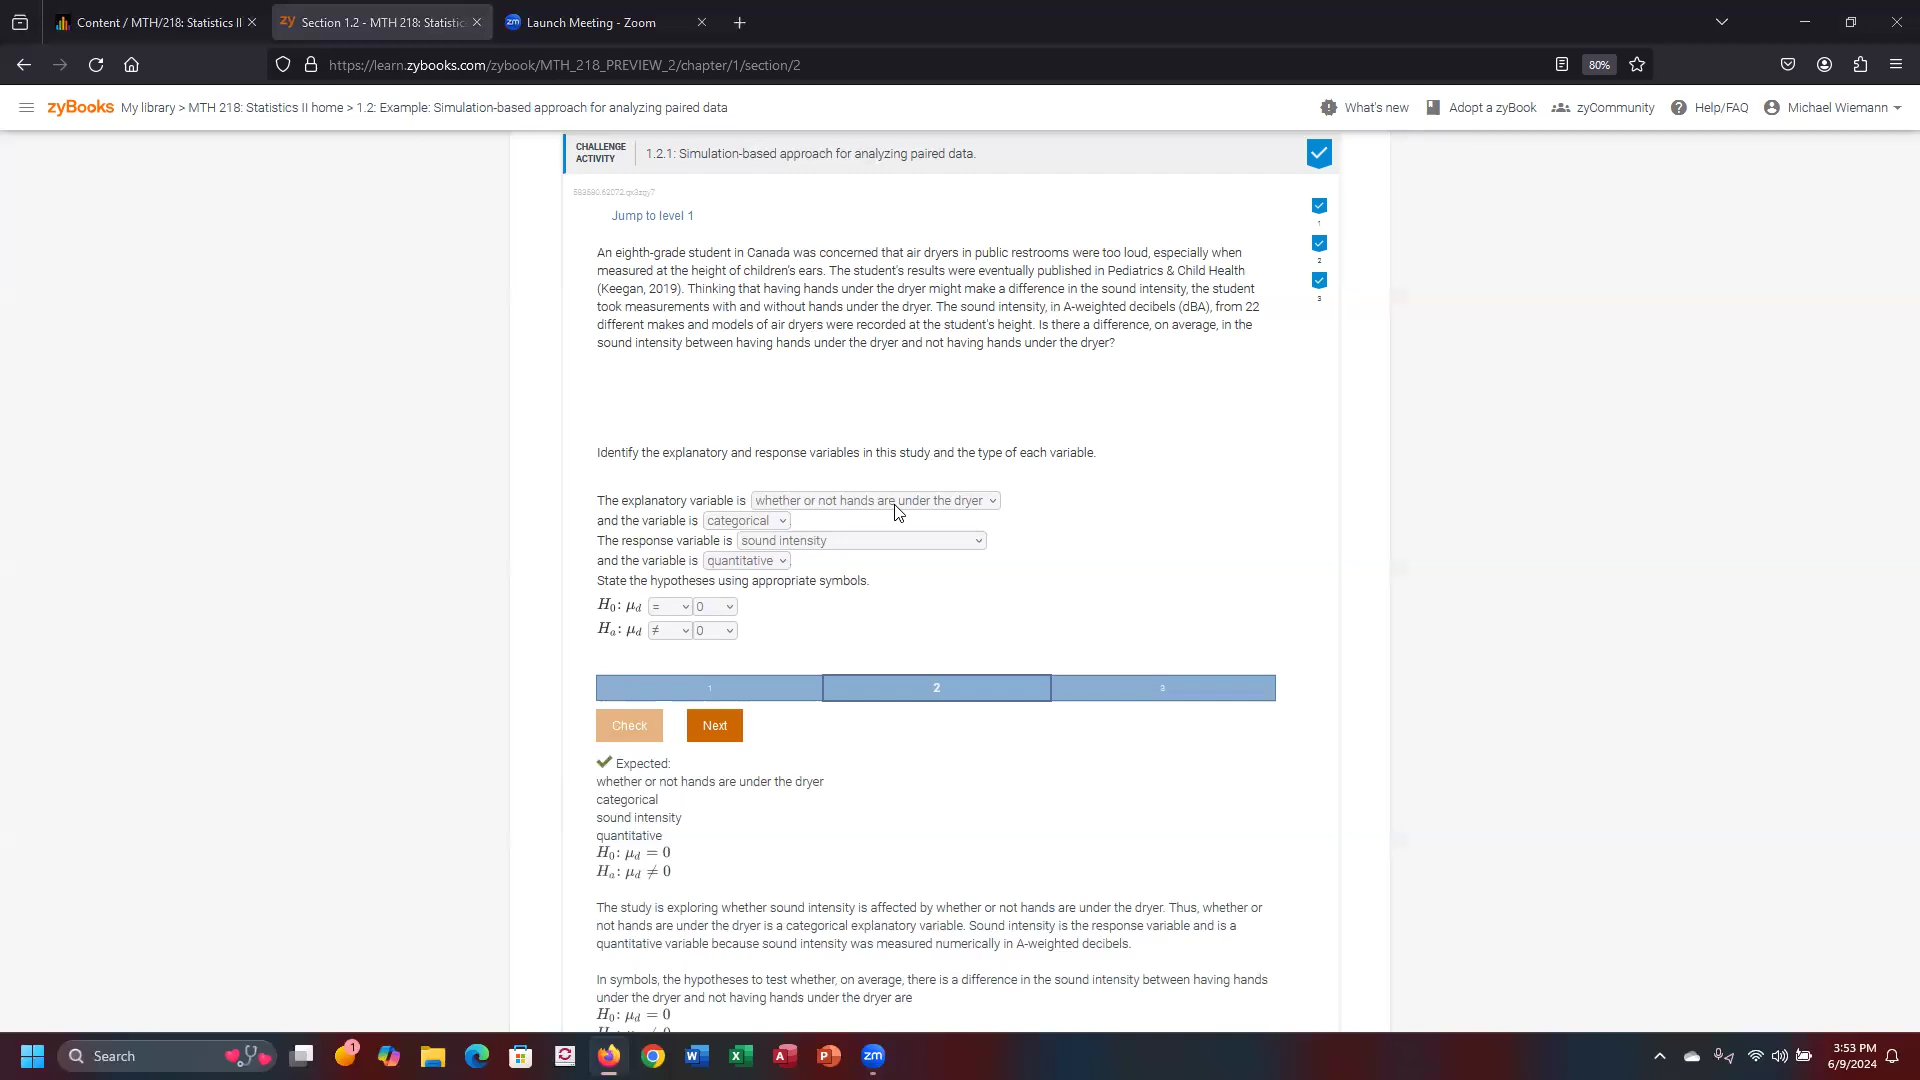 Content / MTH/218: Statistics II
Section 1.2 - MTH 218: Statistic
Launch Meeting - Zoom
https://learn.zybooks.com/zybook/MTH_218_PREVIEW_2/chapter/1/section/2
80%
zyBooks My library > MTH 218: Statistics II home > 1.2: Example: Simulation-based approach for analyzing paired data
What's new
Adopt a zyBook
zyCommunity
Help/FAQ
Michael Wiemann
CHALLENGE ACTIVITY
1.2.1: Simulation-based approach for analyzing paired data.
583580.62072.qx3zqy7
Jump to level 1
1
2
3
An eighth-grade student in Canada was concerned that air dryers in public restrooms were too loud, especially when
measured at the height of children's ears. The student's results were eventually published in Pediatrics & Child Health
(Keegan, 2019). Thinking that having hands under the dryer might make a difference in the sound intensity, the student
took measurements with and without hands under the dryer. The sound intensity, in A-weighted decibels (dBA), from 22
different makes and models of air dryers were recorded at the student's height. Is there a difference, on average, in the
sound intensity between having hands under the dryer and not having hands under the dryer?
Identify the explanatory and response variables in this study and the type of each variable.
The explanatory variable is whether or not hands are under the dryer
and the variable is categorical
The response variable is sound intensity
and the variable is quantitative.
State the hypotheses using appropriate symbols.
H0: μd = 0
Ha: μd ≠ 0
1 2 3
Check Next
Expected:
whether or not hands are under the dryer
categorical
sound intensity
quantitative
H0: μd = 0
Ha: μd ≠ 0
The study is exploring whether sound intensity is affected by whether or not hands are under the dryer. Thus, whether or
not hands are under the dryer is a categorical explanatory variable. Sound intensity is the response variable and is a
quantitative variable because sound intensity was measured numerically in A-weighted decibels.
In symbols, the hypotheses to test whether, on average, there is a difference in the sound intensity between having hands
under the dryer and not having hands under the dryer are
H0: μd = 0
Search
1
zm
3:53 PM
6/9/2024